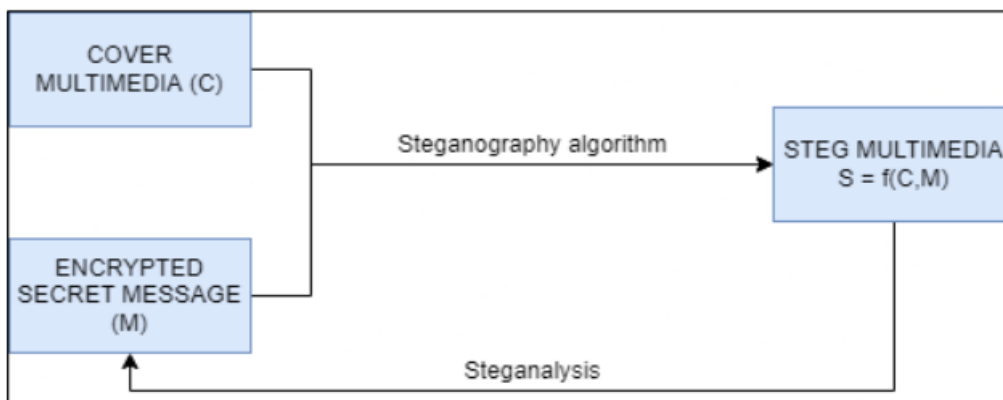 COVER
MULTIMEDIA (C)
Steganography algorithm
STEG MULTIMEDIA
S = f(C,M)
ENCRYPTED
SECRET MESSAGE
(M)
Steganalysis